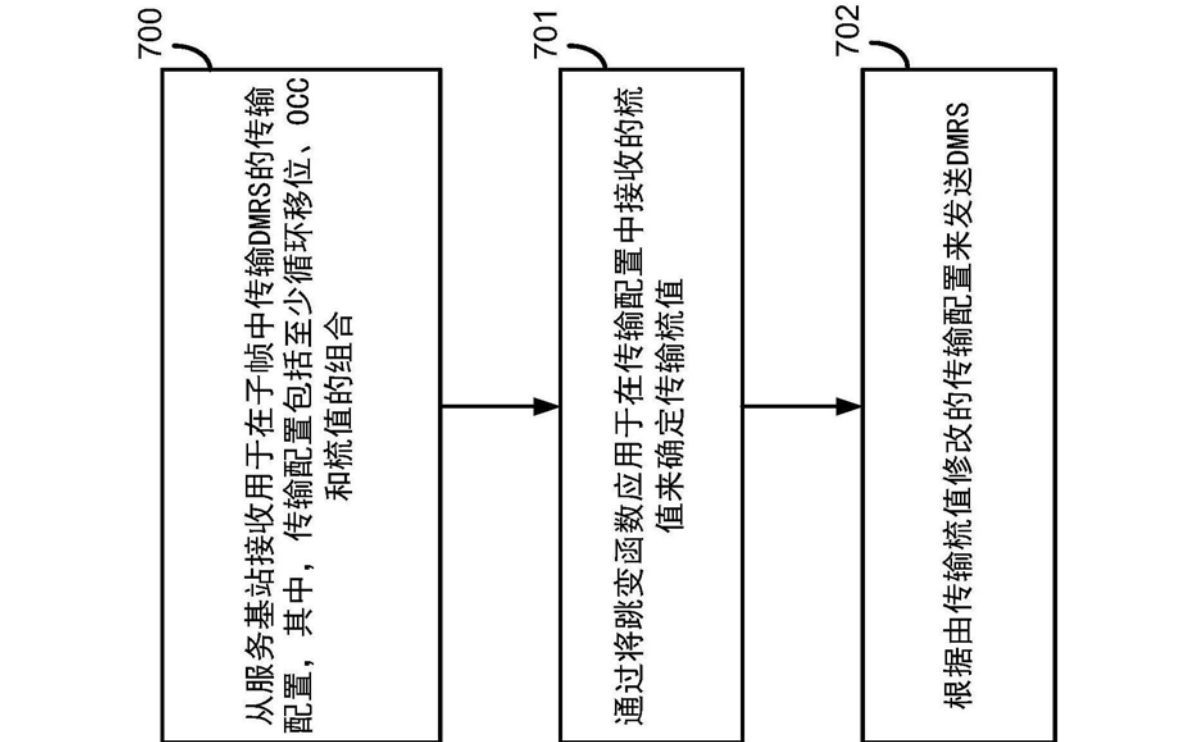 700
从服务基站接收用于在子帧中传输DMRS的传输
配置，其中，传输配置包括至少循环移位、OCC
和梳值的组合
701
通过将跳变函数应用于在传输配置中接收的梳
值来确定传输梳值
702
根据由传输梳值修改的传输配置来发送DMRS